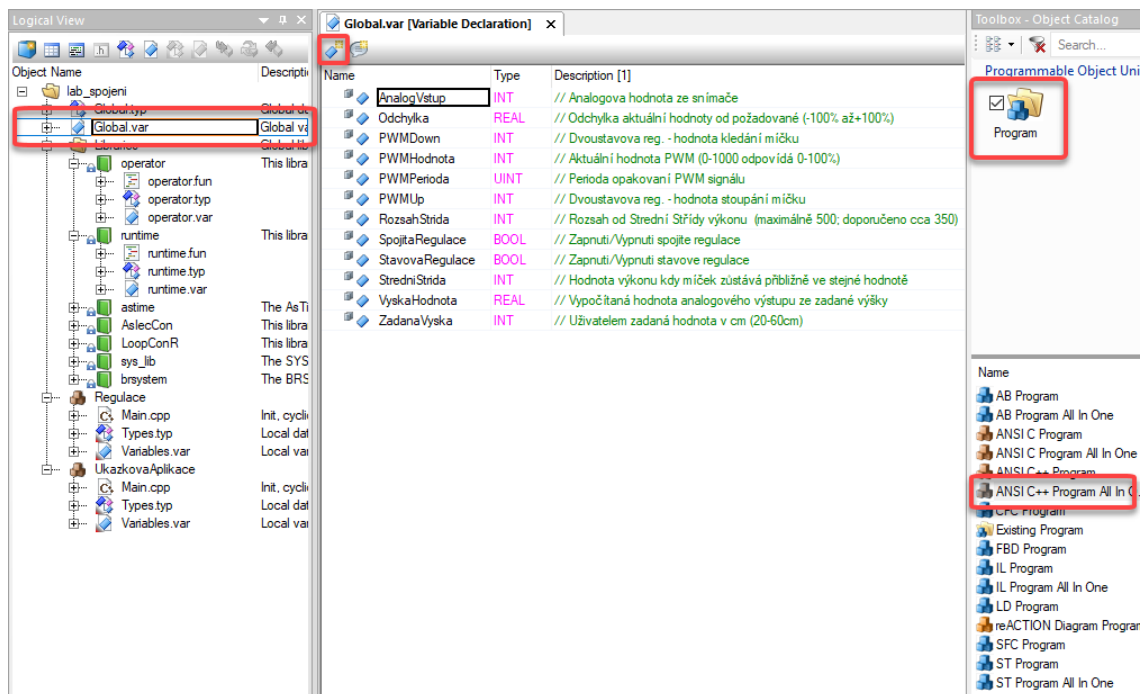 Logical View
Object Name Descripti
lab_spojeni
Global.typ Global da
Global.var Global va
Libraries Global lib
operator This libra
operator.fun
operator.typ
operator.var
runtime This libra
runtime.fun
runtime.typ
runtime.var
astime The AsTi
AsIecCon This libra
LoopConR This libra
sys_lib The SYS
brsystem The BRS
Regulace
Main.cpp Init, cycli
Types.typ Local dat
Variables.var Local var
UkazkovaAplikace
Main.cpp Init, cycli
Types.typ Local dat
Variables.var Local var
Global.var [Variable Declaration]
Name Type Description [1]
AnalogVstup INT // Analogova hodnota ze snímače
Odchylka REAL // Odchylka aktuální hodnoty od požadované (-100% až+100%)
PWMDown INT // Dvoustavova reg. - hodnota kledání míčku
PWMHodnota INT // Aktuální hodnota PWM (0-1000 odpovídá 0-100%)
PWMPerioda UINT // Perioda opakovaní PWM signálu
PWMUp INT // Dvoustavova reg. - hodnota stoupání míčku
RozsahStrida INT // Rozsah od Strední Střídy výkonu (maximálně 500; doporučeno cca 350)
SpojitaRegulace BOOL // Zapnuti/Vypnuti spojite regulace
StavovaRegulace BOOL // Zapnuti/Vypnuti stavove regulace
StredniStrida INT // Hodnota výkonu kdy míček zůstává přibližně ve stejné hodnotě
VyskaHodnota REAL // Vypočítaná hodnota analogového výstupu ze zadané výšky
ZadanaVyska INT // Uživatelem zadaná hodnota v cm (20-60cm)
Toolbox - Object Catalog
Search...
Programmable Object Uni
Program
Name
AB Program
AB Program All In One
ANSI C Program
ANSI C Program All In One
ANSI C++ Program
ANSI C++ Program All In O
CFC Program
Existing Program
FBD Program
IL Program
IL Program All In One
LD Program
reACTION Diagram Program
SFC Program
ST Program
ST Program All In One